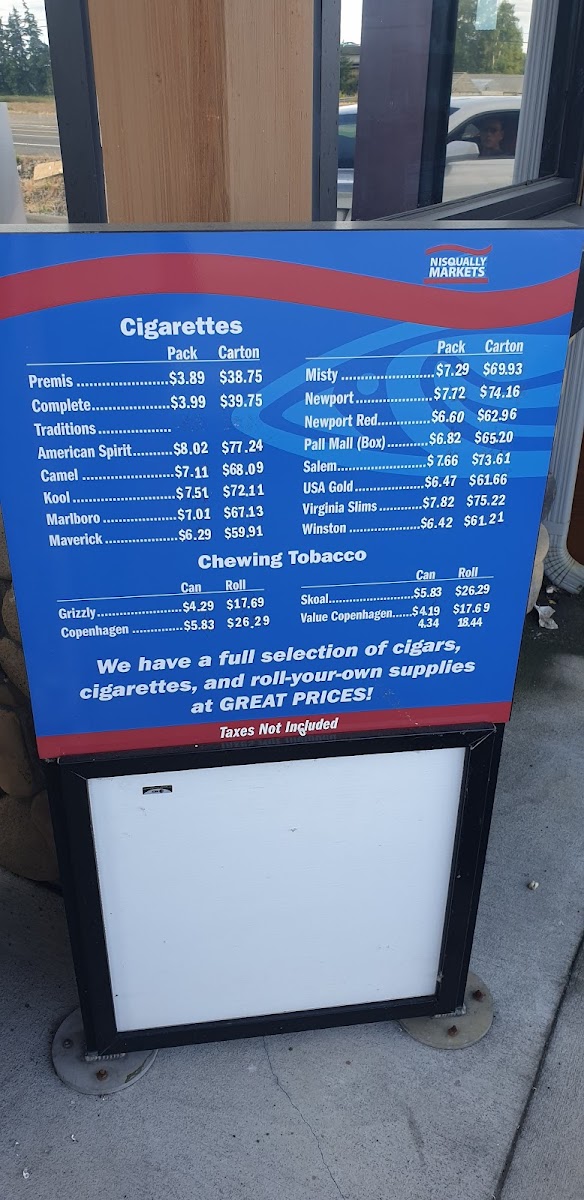 NISQUALLY
MARKETS
Cigarettes
Pack Carton
Premis ......................$3.89 $38.75
Complete...................$3.99 $39.75
Traditions ..................
American Spirit..........$8.02 $77.24
Camel ......................$7.11 $68.09
Kool .........................$7.51 $72.11
Marlboro ..................$7.01 $67.13
Maverick ..................$6.29 $59.91
Pack Carton
Misty ......................$7.29 $69.93
Newport...................$7.72 $74.16
Newport Red.............$6.60 $62.96
Pall Mall (Box)..........$6.82 $65.20
Salem......................$7.66 $73.61
USA Gold.................$6.47 $61.66
Virginia Slims ...........$7.82 $75.22
Winston ...................$6.42 $61.21
Chewing Tobacco
Can Roll
Grizzly.....................$4.29 $17.69
Copenhagen .............$5.83 $26.29
Can Roll
Skoal.......................$5.83 $26.29
Value Copenhagen.....$4.19 $17.69
4.34 18.44
We have a full selection of cigars,
cigarettes, and roll-your-own supplies
at GREAT PRICES!
Taxes Not Included